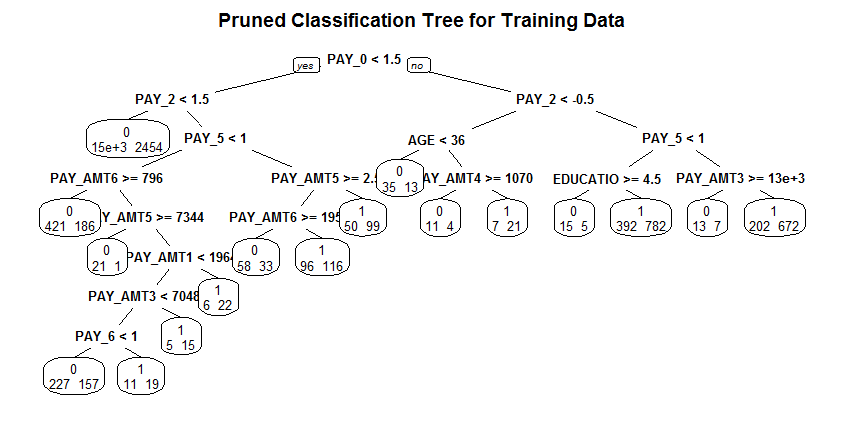 Pruned Classification Tree for Training Data
yes PAY_0 < 1.5 no
PAY_2 < 1.5
PAY_2 < -0.5
0
15e+3 2454
PAY_5 < 1
AGE < 36
PAY_5 < 1
PAY_AMT6 >= 796
PAY_AMT5 >= 2.
0
35 13
AY_AMT4 >= 1070
EDUCATIO >= 4.5
PAY_AMT3 >= 13e+3
0
421 186
Y_AMT5 >= 7344
PAY_AMT6 >= 195
1
50 99
0
11 4
1
7 21
0
15 5
1
392 782
0
13 7
1
202 672
0
21 1
PAY_AMT1 < 1964
0
58 33
1
96 116
PAY_AMT3 < 7048
1
6 22
PAY_6 < 1
1
5 15
0
227 157
1
11 19